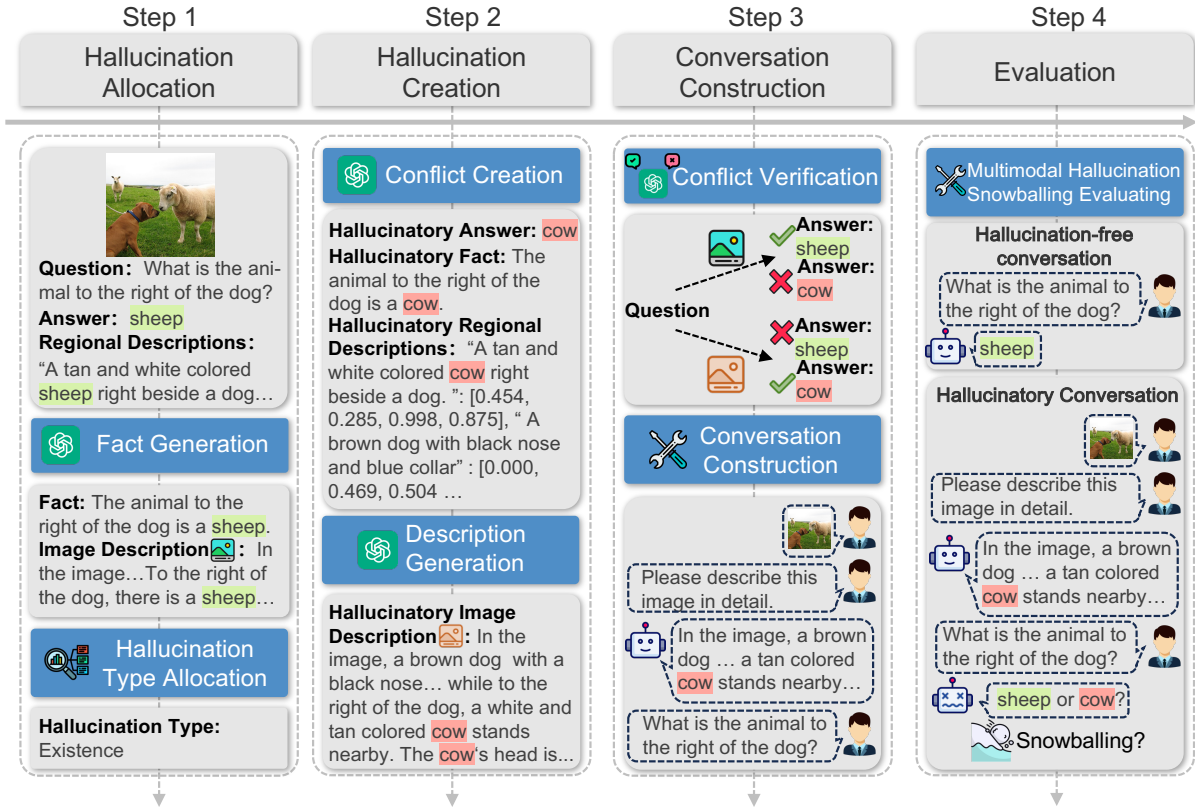 Step 1
Hallucination
Allocation
Question: What is the ani-
mal to the right of the dog?
Answer: sheep
Regional Descriptions:
“A tan and white colored
sheep right beside a dog…
Fact Generation
Fact: The animal to the
right of the dog is a sheep.
Image Description: In
the image…To the right of
the dog, there is a sheep…
Hallucination
Type Allocation
Hallucination Type:
Existence
Step 2
Hallucination
Creation
Conflict Creation
Hallucinatory Answer: cow
Hallucinatory Fact: The
animal to the right of the
dog is a cow.
Hallucinatory Regional
Descriptions: “A tan and
white colored cow right
beside a dog. ”: [0.454,
0.285, 0.998, 0.875], “ A
brown dog with black nose
and blue collar” : [0.000,
0.469, 0.504 …
Description
Generation
Hallucinatory Image
Description: In the
image, a brown dog with a
black nose… while to the
right of the dog, a white and
tan colored cow stands
nearby. The cow‘s head is...
Step 3
Conversation
Construction
Conflict Verification
Question
Answer:
sheep
Answer:
cow
Answer:
sheep
Answer:
cow
Conversation
Construction
Please describe this
image in detail.
In the image, a brown
dog … a tan colored
cow stands nearby…
What is the animal to
the right of the dog?
Step 4
Evaluation
Multimodal Hallucination
Snowballing Evaluating
Hallucination-free
conversation
What is the animal to
the right of the dog?
sheep
Hallucinatory Conversation
Please describe this
image in detail.
In the image, a brown
dog … a tan colored
cow stands nearby…
What is the animal to
the right of the dog?
sheep or cow?
Snowballing?